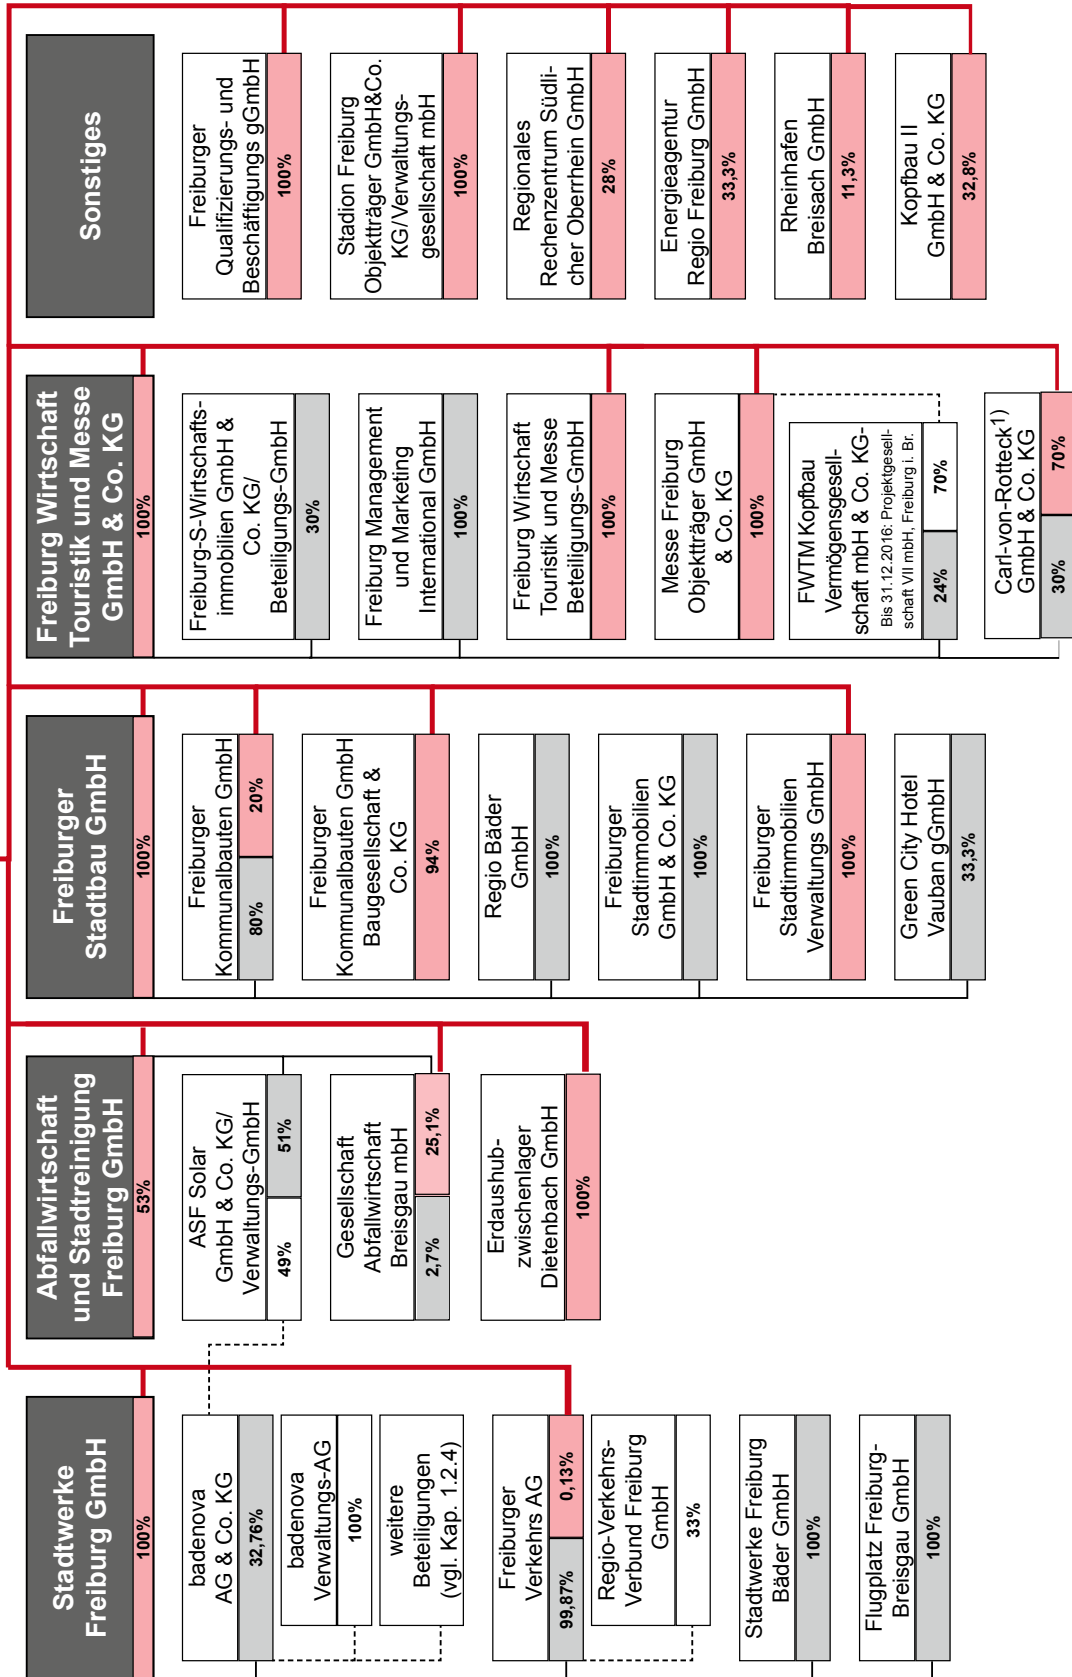 Stadtwerke
Freiburg GmbH
100%
badenova
AG & Co. KG
32,76%
badenova
Verwaltungs-AG
100%
weitere
Beteiligungen
(vgl. Kap. 1.2.4)
Freiburger
Verkehrs AG
99,87% 0,13%
Regio-Verkehrs-
Verbund Freiburg
GmbH
33%
Stadtwerke Freiburg
Bäder GmbH
100%
Flugplatz Freiburg-
Breisgau GmbH
100%
Abfallwirtschaft
und Stadtreinigung
Freiburg GmbH
53%
ASF Solar
GmbH & Co. KG/
Verwaltungs-GmbH
49% 51%
Gesellschaft
Abfallwirtschaft
Breisgau mbH
2,7% 25,1%
Erdaushub-
zwischenlager
Dietenbach GmbH
100%
Freiburger
Stadtbau GmbH
100%
Freiburger
Kommunalbauten GmbH
80% 20%
Freiburger
Kommunalbauten GmbH
Baugesellschaft &
Co. KG
94%
Regio Bäder
GmbH
100%
Freiburger
Stadtimmobilien
GmbH & Co. KG
100%
Freiburger
Stadtimmobilien
Verwaltungs GmbH
100%
Green City Hotel
Vauban gGmbH
33,3%
Freiburg Wirtschaft
Touristik und Messe
GmbH & Co. KG
100%
Freiburg-S-Wirtschafts-
immobilien GmbH &
Co. KG/
Beteiligungs-GmbH
30%
Freiburg Management
und Marketing
International GmbH
100%
Freiburg Wirtschaft
Touristik und Messe
Beteiligungs-GmbH
100%
Messe Freiburg
Objektträger GmbH
& Co. KG
100%
FWTM Kopfbau
Vermögensgesell-
schaft mbH & Co. KG-
Bis 31.12.2016: Projektgesell-
schaft VII mbH, Freiburg i. Br.
24% 70%
Carl-von-Rotteck1)
GmbH & Co. KG
30% 70%
Sonstiges
Freiburger
Qualifizierungs- und
Beschäftigungs gGmbH
100%
Stadion Freiburg
Objektträger GmbH&Co.
KG/Verwaltungs-
gesellschaft mbH
100%
Regionales
Rechenzentrum Südli-
cher Oberrhein GmbH
28%
Energieagentur
Regio Freiburg GmbH
33,3%
Rheinhafen
Breisach GmbH
11,3%
Kopfbau II
GmbH & Co. KG
32,8%